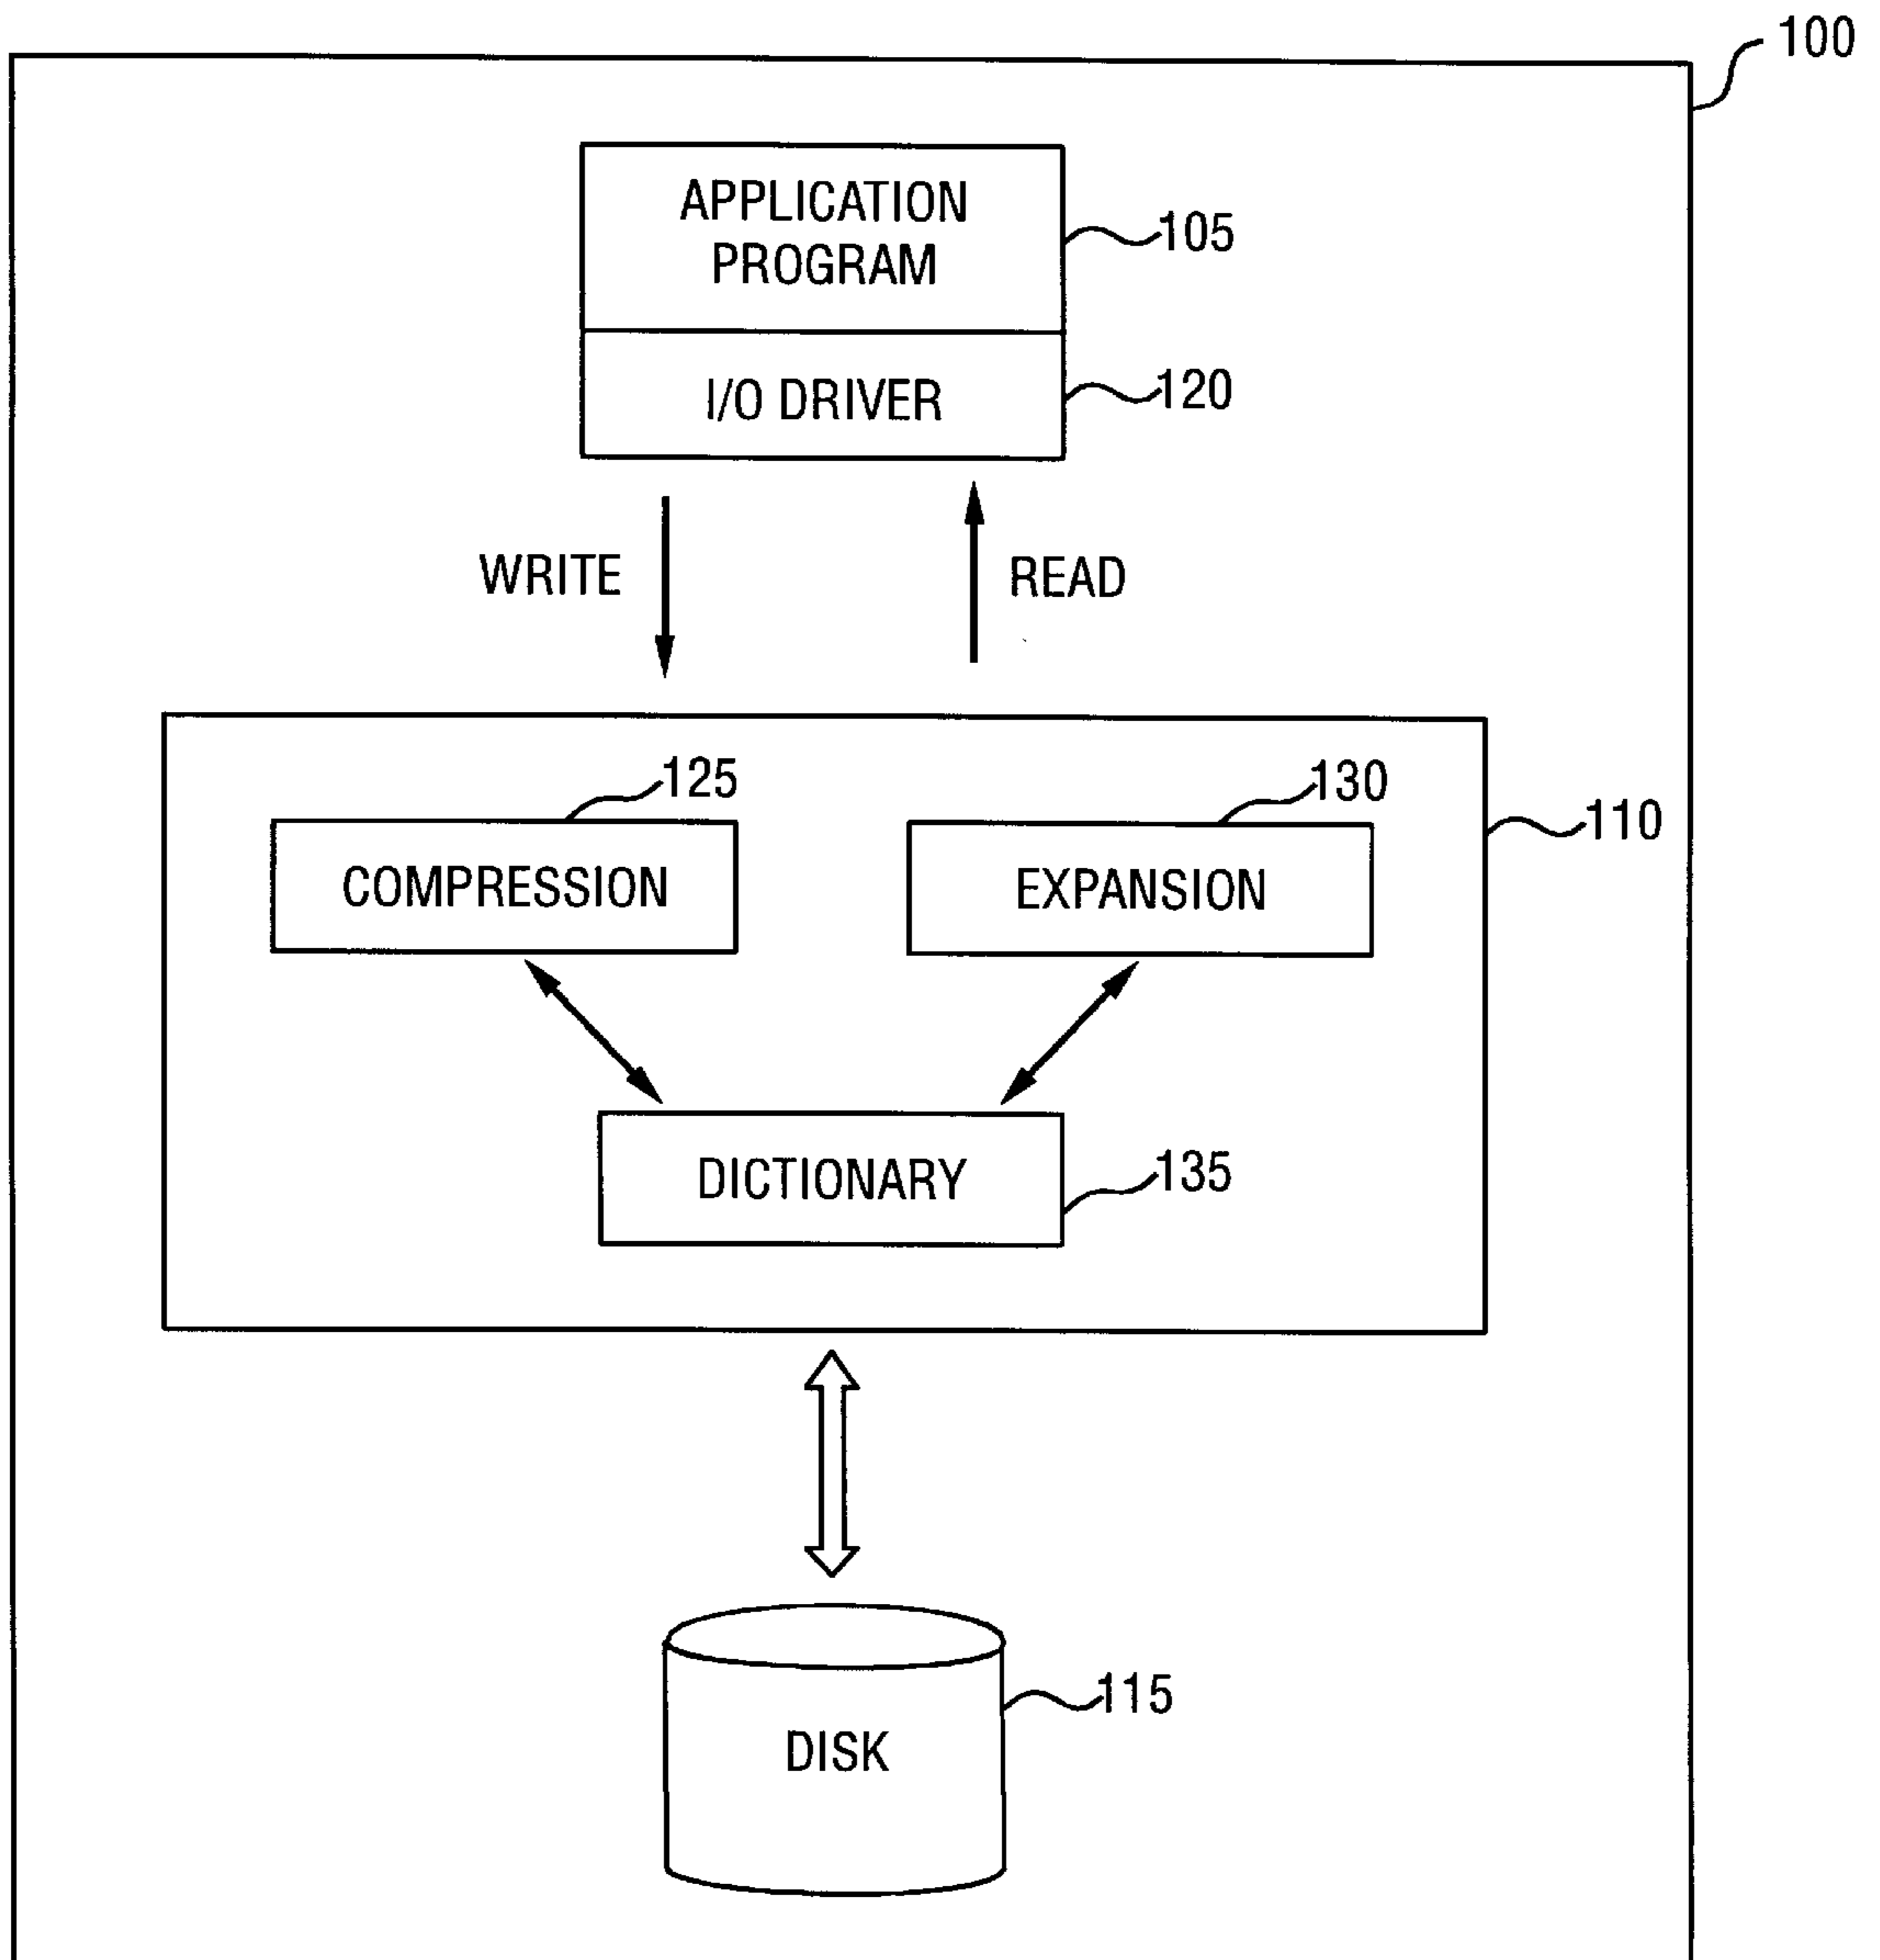 100
APPLICATION
PROGRAM
105
I/O DRIVER
120
WRITE
READ
125
130
110
COMPRESSION
EXPANSION
DICTIONARY
135
115
DISK